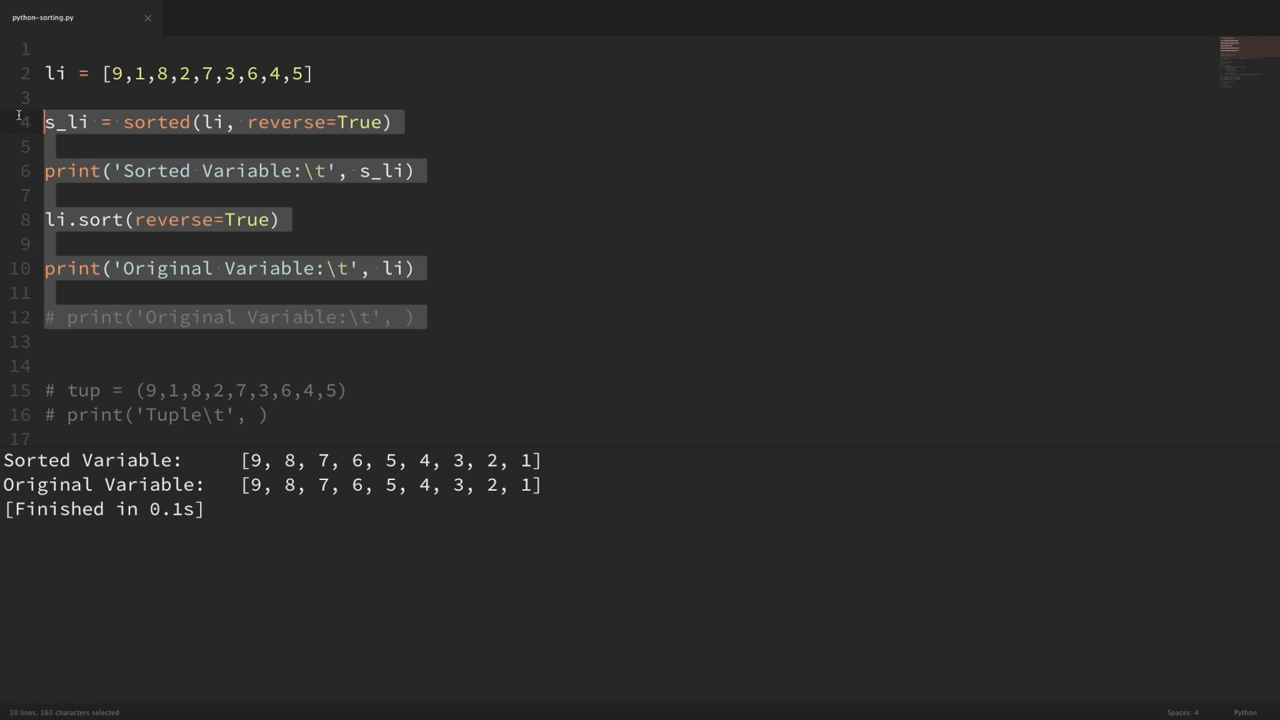 python-sorting.py ×
1
2 li = [9,1,8,2,7,3,6,4,5]
3
4 s_li = sorted(li, reverse=True)
5
6 print('Sorted Variable:\t', s_li)
7
8 li.sort(reverse=True)
9
10 print('Original Variable:\t', li)
11
12 # print('Original Variable:\t', )
13
14
15 # tup = (9,1,8,2,7,3,6,4,5)
16 # print('Tuple\t', )
17
Sorted Variable: [9, 8, 7, 6, 5, 4, 3, 2, 1]
Original Variable: [9, 8, 7, 6, 5, 4, 3, 2, 1]
[Finished in 0.1s]
10 lines, 160 characters selected Spaces: 4 Python